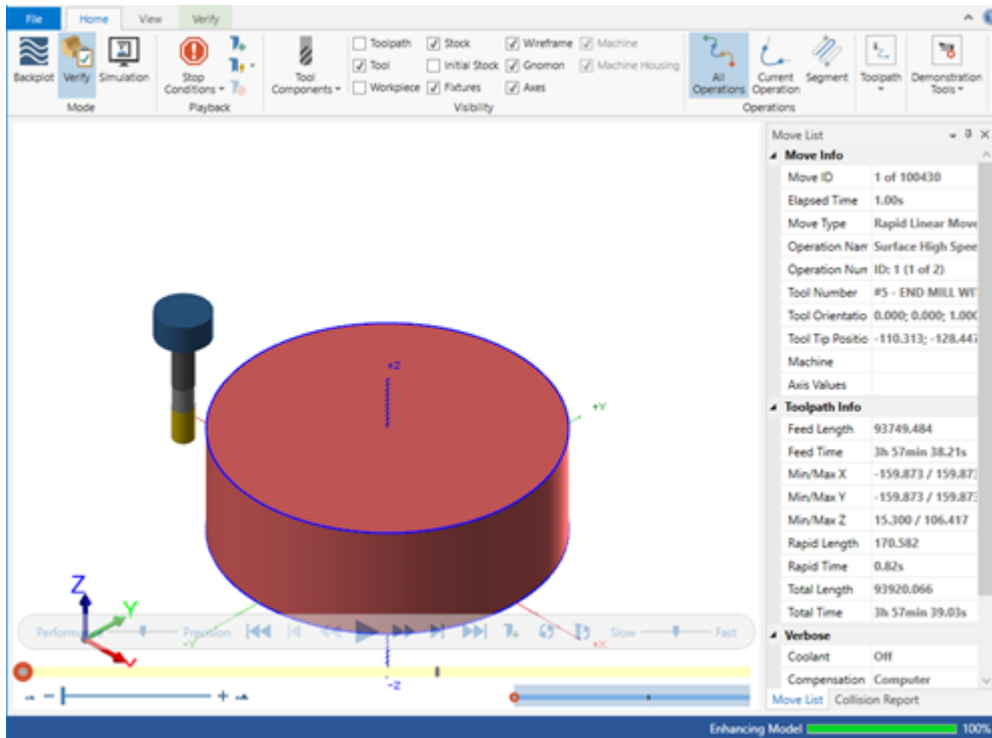 File Home View Verify
Backplot Verify Simulation
Mode
Stop Conditions
Playback
Tool Components
Toolpath Stock Wireframe Machine
Tool Initial Stock Gnomon Machine Housing
Workpiece Fixtures Axes
Visibility
All Operations Current Operation Segment
Operations
Toolpath
Demonstration Tools
Move List
Move Info
Move ID 1 of 100430
Elapsed Time 1.00s
Move Type Rapid Linear Move
Operation Nam Surface High Spee
Operation Num ID: 1 (1 of 2)
Tool Number #5 - END MILL WI
Tool Orientatio 0.000; 0.000; 1.00
Tool Tip Positio -110.313; -128.447
Machine
Axis Values
Toolpath Info
Feed Length 93749.484
Feed Time 3h 57min 38.21s
Min/Max X -159.873 / 159.873
Min/Max Y -159.873 / 159.873
Min/Max Z 15.300 / 106.417
Rapid Length 170.582
Rapid Time 0.82s
Total Length 93920.066
Total Time 3h 57min 39.03s
Verbose
Coolant Off
Compensation Computer
Move List Collision Report
+Z
+Y
Z
Y
Perform Precision Slow Fast
-Y
+X
-Z
Enhancing Model 100%